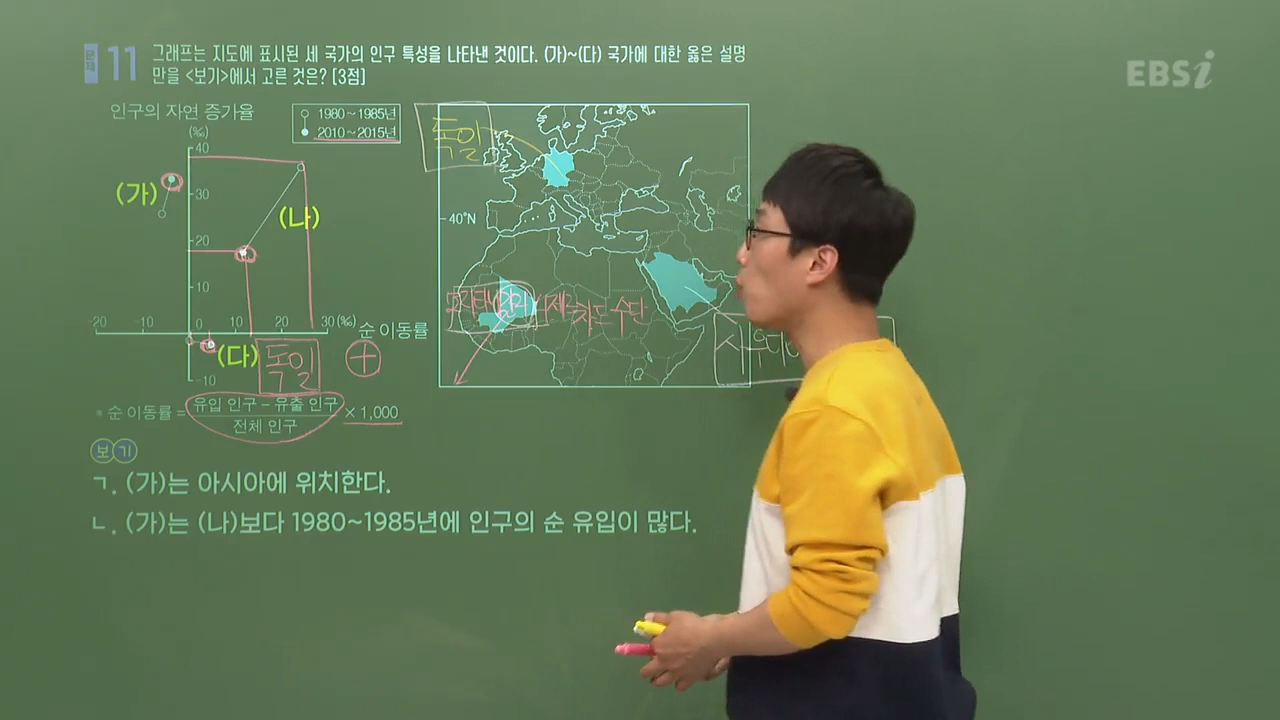 문제 11 그래프는 지도에 표시된 세 국가의 인구 특성을 나타낸 것이다. (가)~(다) 국가에 대한 옳은 설명
만을 <보기>에서 고른 것은? [3점]
EBSi
인구의 자연 증가율
(‰)
1980~1985년
2010~2015년
40
30
20
10
-20 -10 0 10 20 30(‰) 순 이동률
-10
(가)
(나)
(다)
독일
+
독일
40°N
말리
차드 수단
사우디
* 순 이동률 = 유입 인구 - 유출 인구 / 전체 인구 × 1,000
보기
ㄱ. (가)는 아시아에 위치한다.
ㄴ. (가)는 (나)보다 1980~1985년에 인구의 순 유입이 많다.